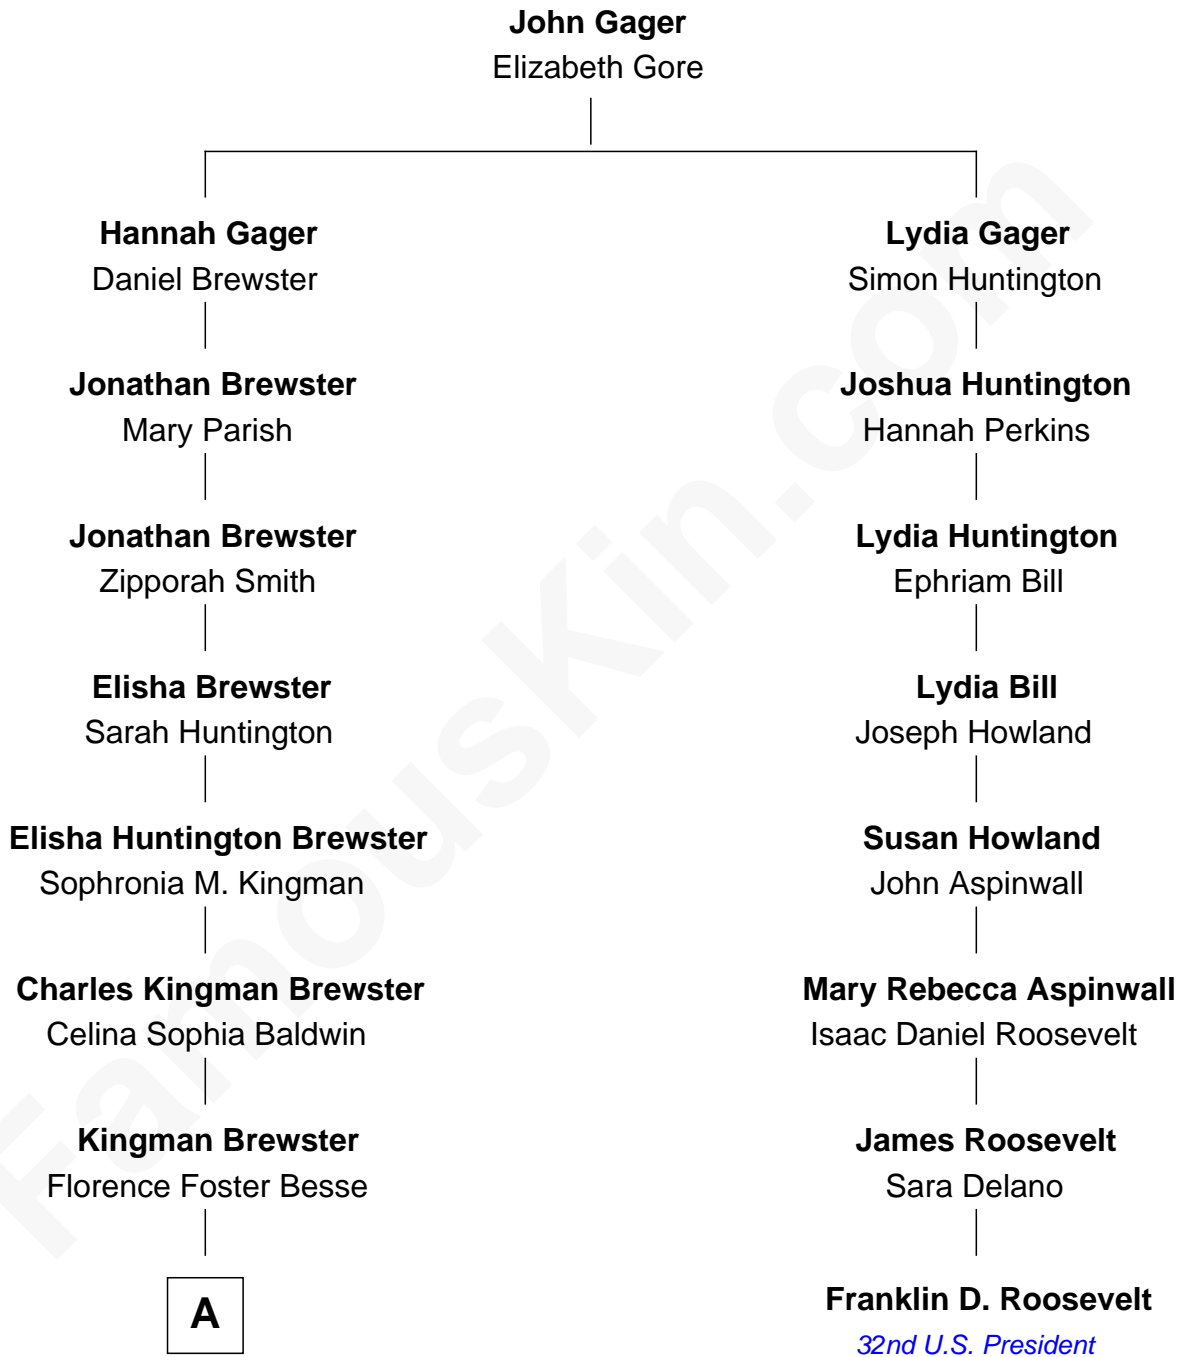 John Gager
Elizabeth Gore
Hannah Gager
Daniel Brewster
Jonathan Brewster
Mary Parish
Jonathan Brewster
Zipporah Smith
Elisha Brewster
Sarah Huntington
Elisha Huntington Brewster
Sophronia M. Kingman
Charles Kingman Brewster
Celina Sophia Baldwin
Kingman Brewster
Florence Foster Besse
A
Lydia Gager
Simon Huntington
Joshua Huntington
Hannah Perkins
Lydia Huntington
Ephriam Bill
Lydia Bill
Joseph Howland
Susan Howland
John Aspinwall
Mary Rebecca Aspinwall
Isaac Daniel Roosevelt
James Roosevelt
Sara Delano
Franklin D. Roosevelt
32nd U.S. President
FamousKin.com